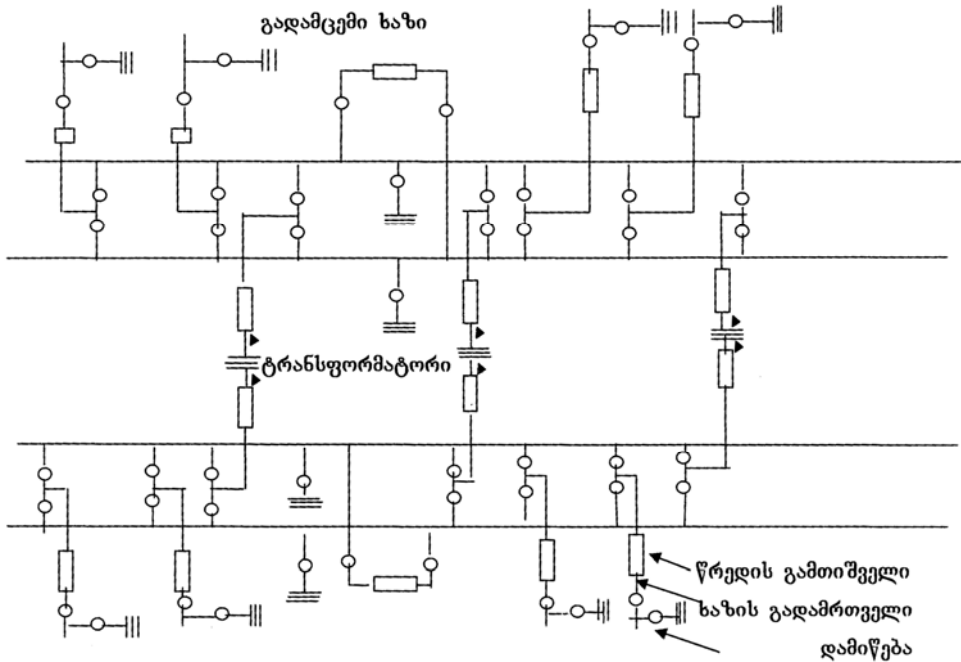 გადამცემი ხაზი
ტრანსფორმატორი
წრედის გამთიშველი
ხაზის გადამრთველი
დამიწება